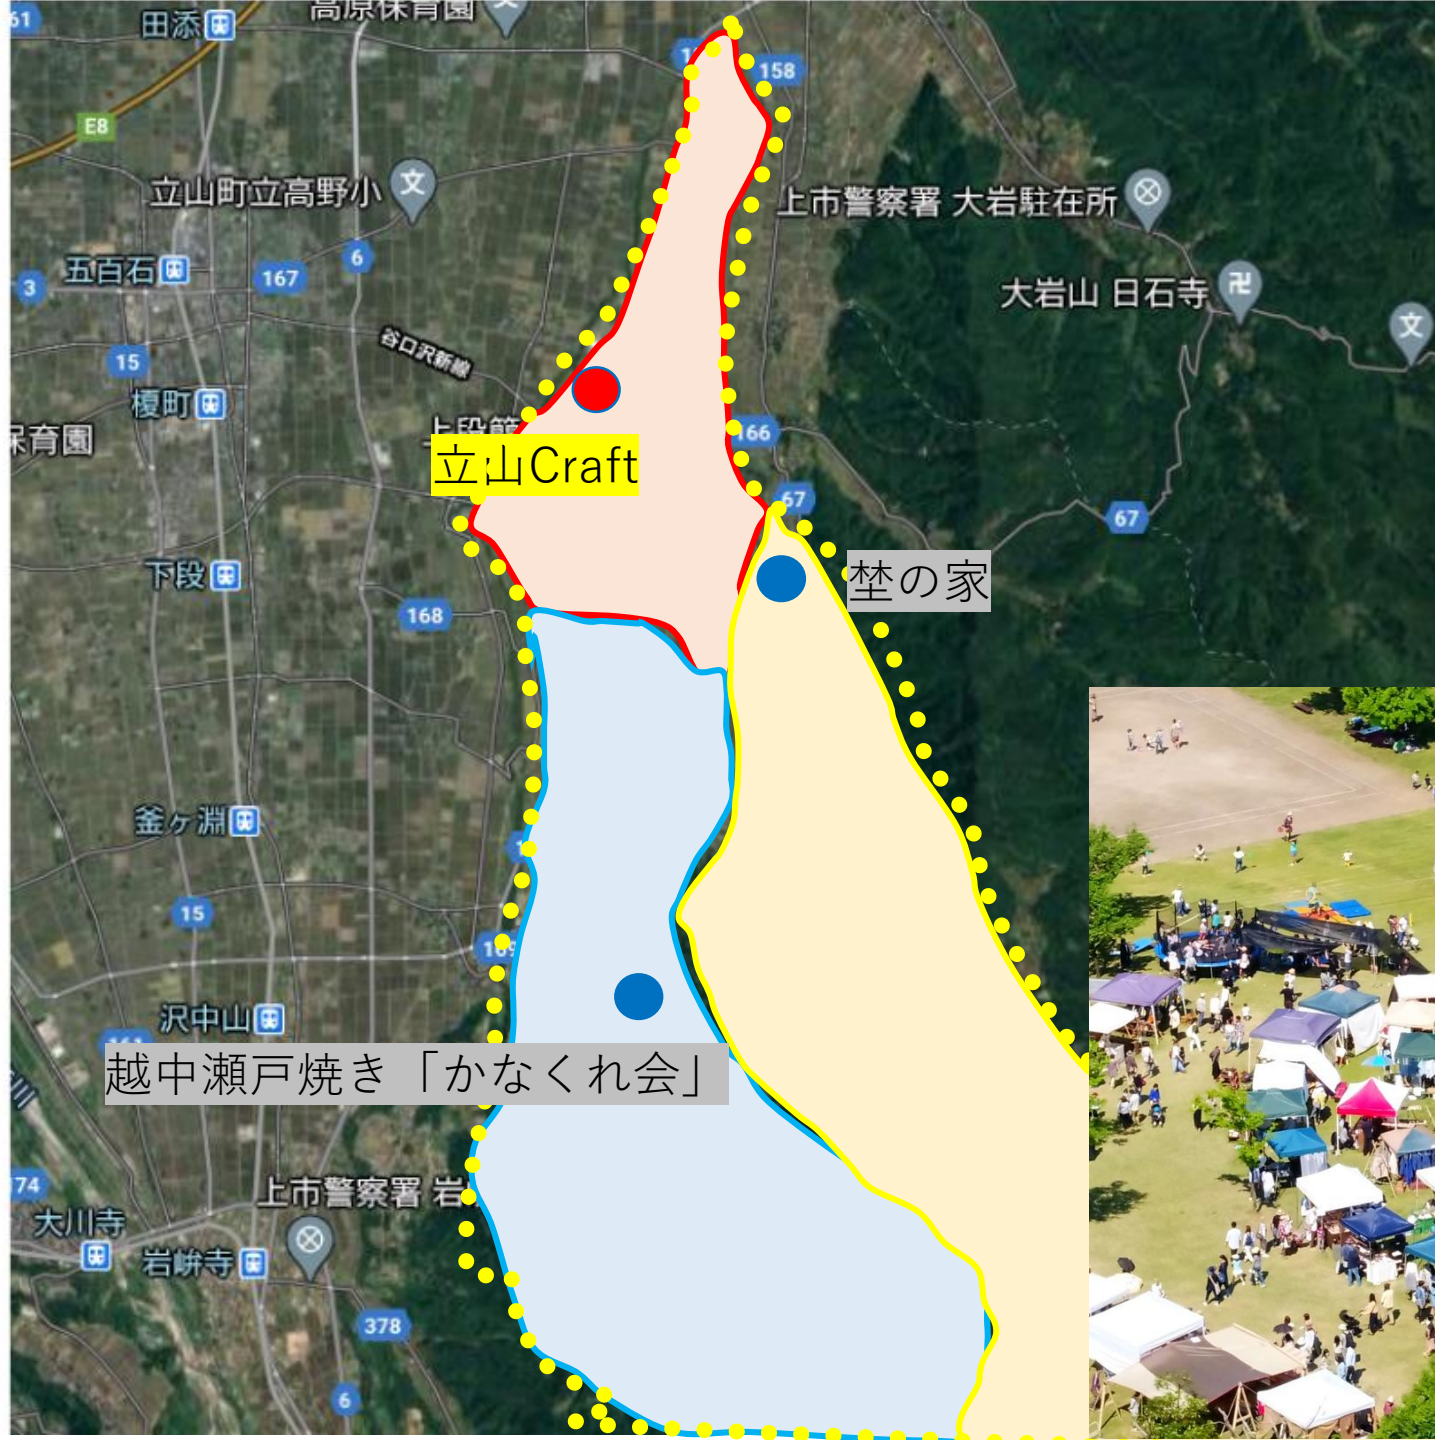 61
田添
高原保育園
158
E8
立山町立高野小
文
上市警察署 大岩駐在所
6
五百石
167
3
大岩山 日石寺
卍
文
谷口沢新線
15
榎町
保育園
166
立山Craft
67
67
埜の家
下段
168
釜ヶ淵
15
169
沢中山
越中瀬戸焼き「かなくれ会」
74
上市警察署 岩
大川寺
岩峅寺
378
6